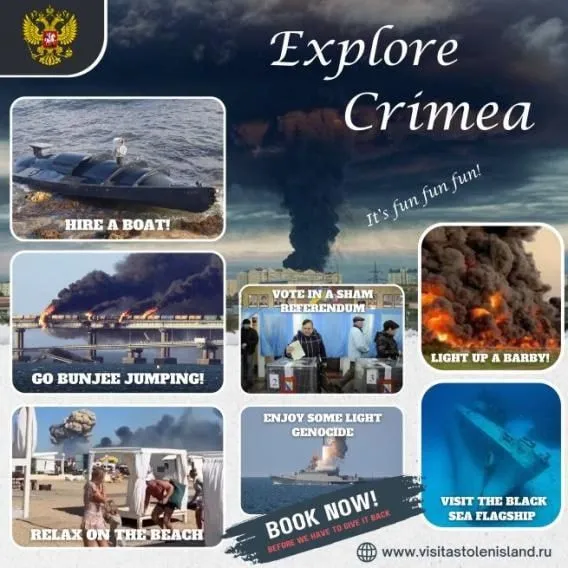 Explore
Crimea
It's fun fun fun!
HIRE A BOAT!
GO BUNJEE JUMPING!
VOTE IN A SHAM
REFERENDUM
LIGHT UP A BARBY!
RELAX ON THE BEACH
ENJOY SOME LIGHT
GENOCIDE
VISIT THE BLACK
SEA FLAGSHIP
BOOK NOW!
BEFORE WE HAVE TO GIVE IT BACK
www.visitastolenisland.ru